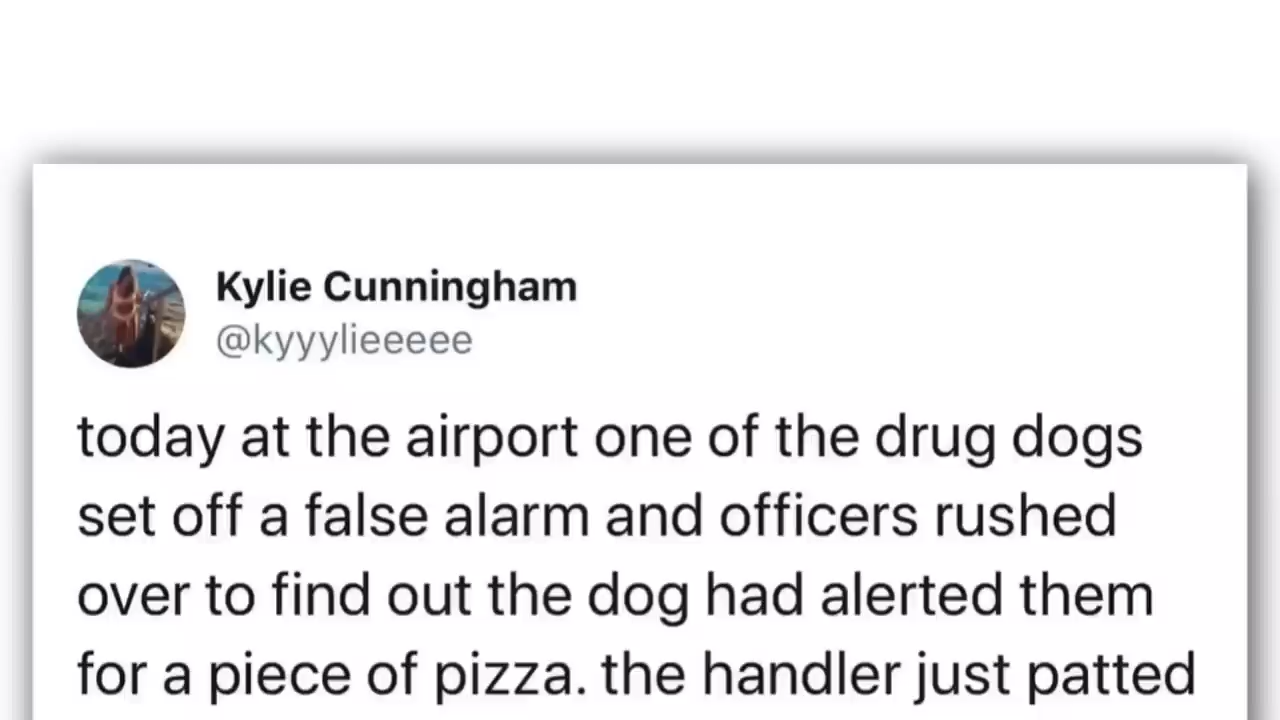 Kylie Cunningham
@kyyylieeeee
today at the airport one of the drug dogs
set off a false alarm and officers rushed
over to find out the dog had alerted them
for a piece of pizza. the handler just patted